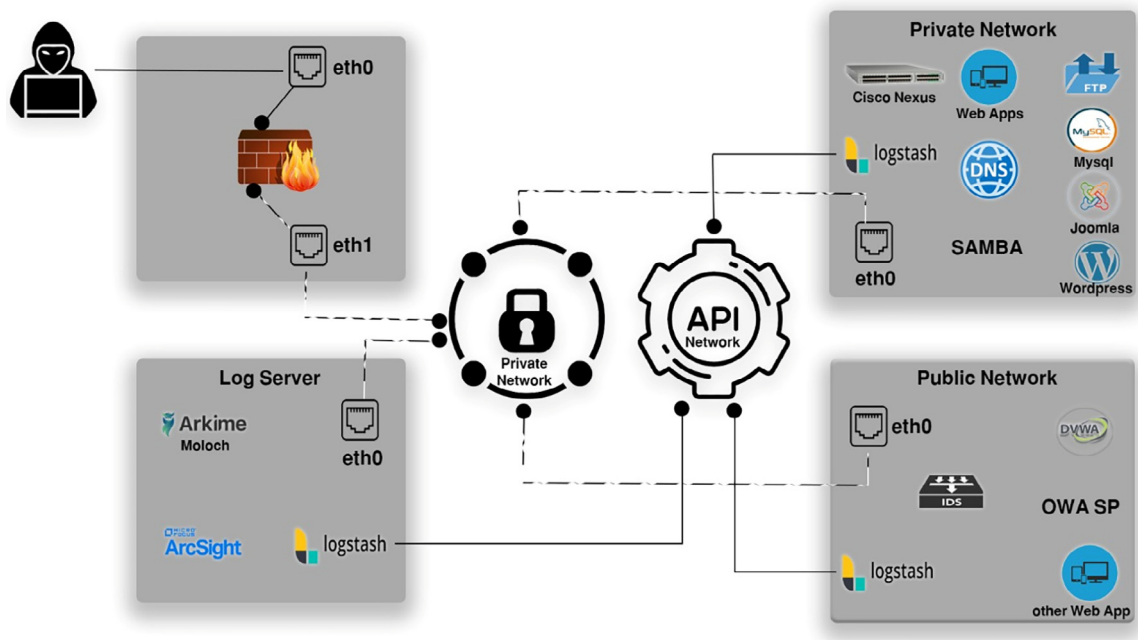 eth0
eth1
Log Server
Arkime
Moloch
eth0
MICRO
FOCUS
ArcSight
logstash
Private
Network
API
Network
Private Network
Cisco Nexus
Web Apps
FTP
MySQL
Mysql
logstash
DNS
Joomla
eth0
SAMBA
Wordpress
Public Network
eth0
DVWA
IDS
OWA SP
logstash
other Web App